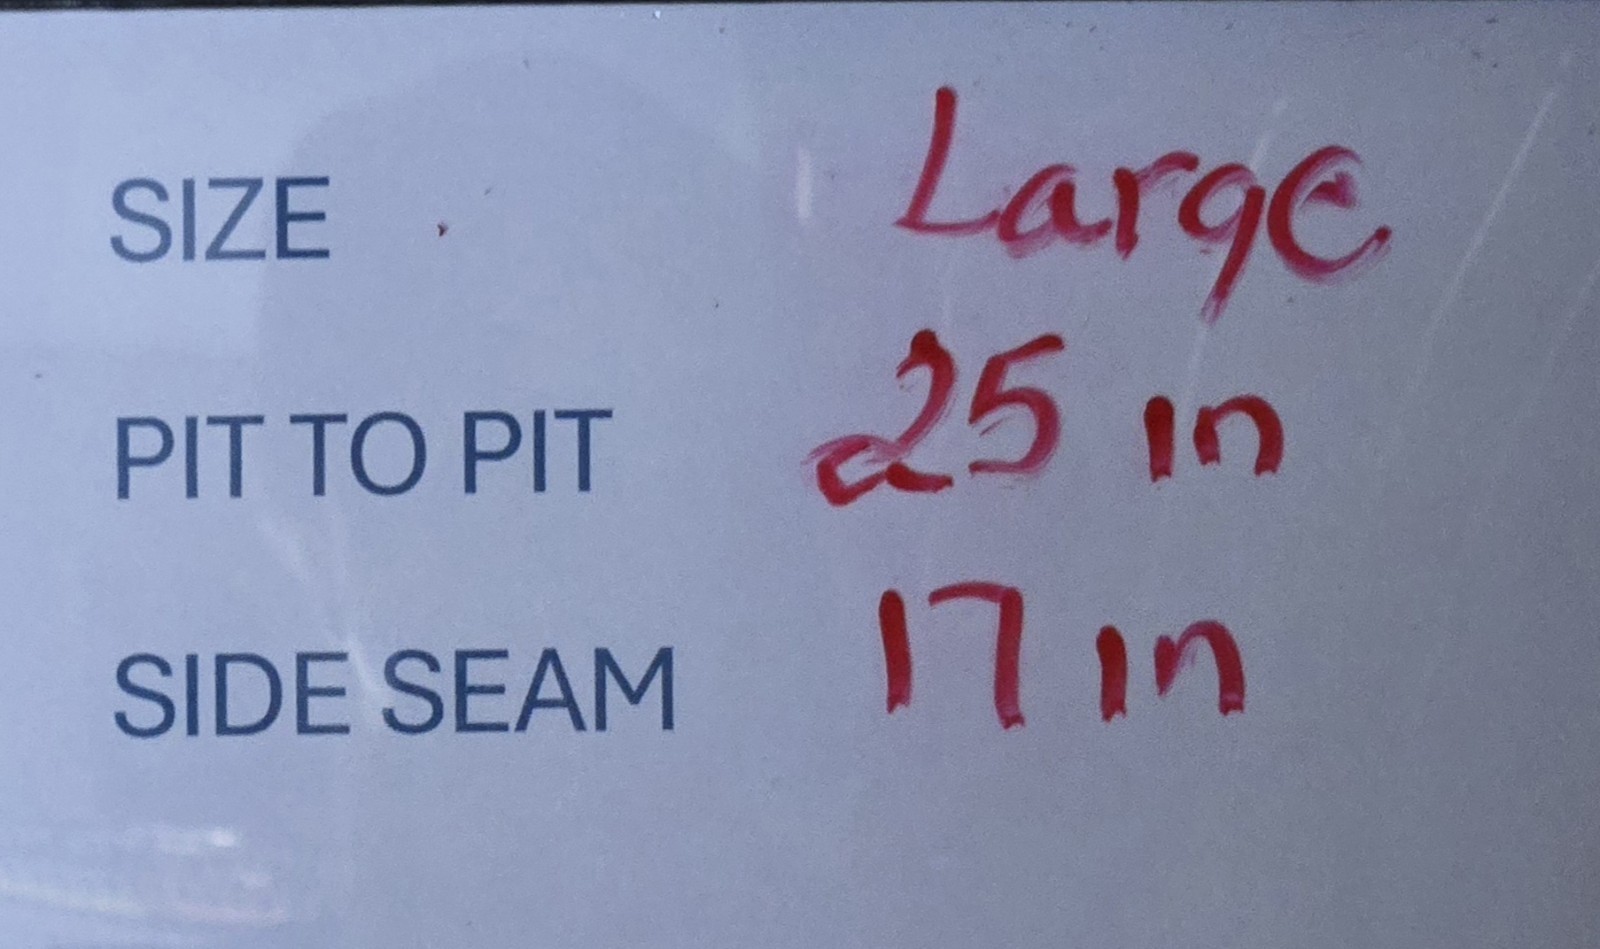 SIZE Large
PIT TO PIT 25 in
SIDE SEAM 17 in